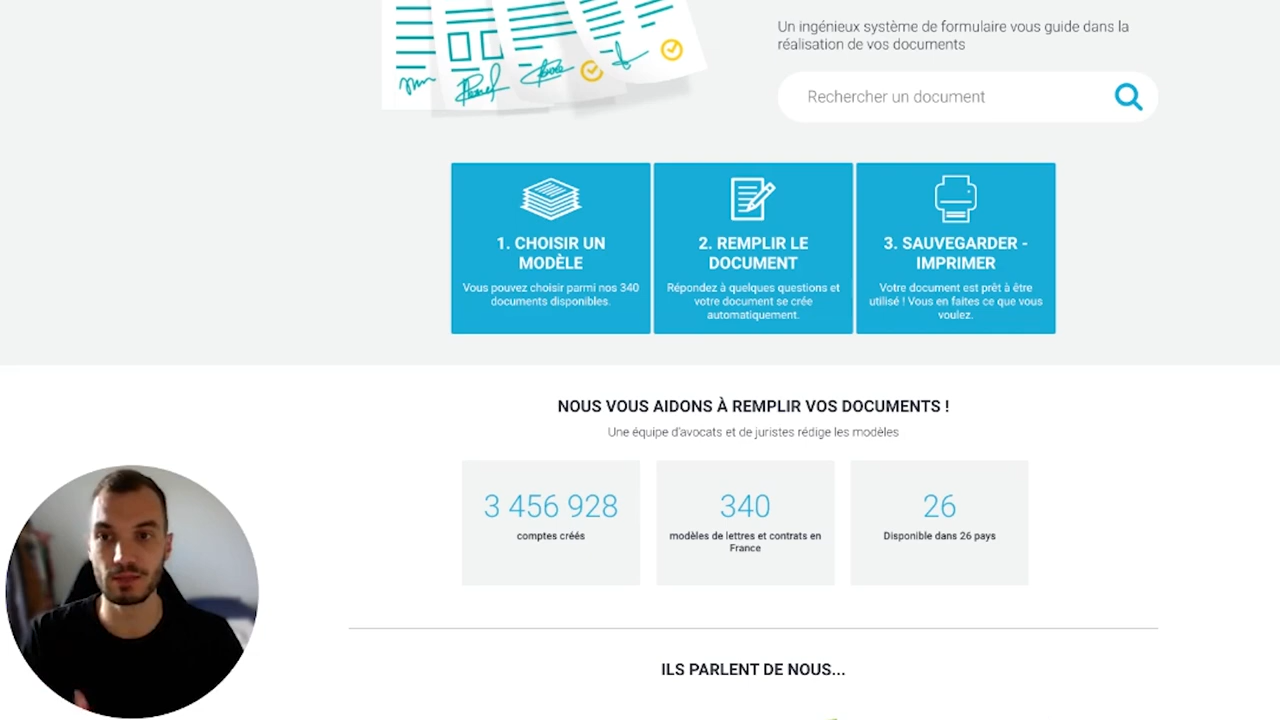 Un ingénieux système de formulaire vous guide dans la
réalisation de vos documents
Rechercher un document
1. CHOISIR UN
MODÈLE
Vous pouvez choisir parmi nos 340
documents disponibles.
2. REMPLIR LE
DOCUMENT
Répondez à quelques questions et
votre document se crée
automatiquement.
3. SAUVEGARDER -
IMPRIMER
Votre document est prêt à être
utilisé ! Vous en faites ce que vous
voulez.
NOUS VOUS AIDONS À REMPLIR VOS DOCUMENTS !
Une équipe d'avocats et de juristes rédige les modèles
3 456 928
comptes créés
340
modèles de lettres et contrats en
France
26
Disponible dans 26 pays
ILS PARLENT DE NOUS...